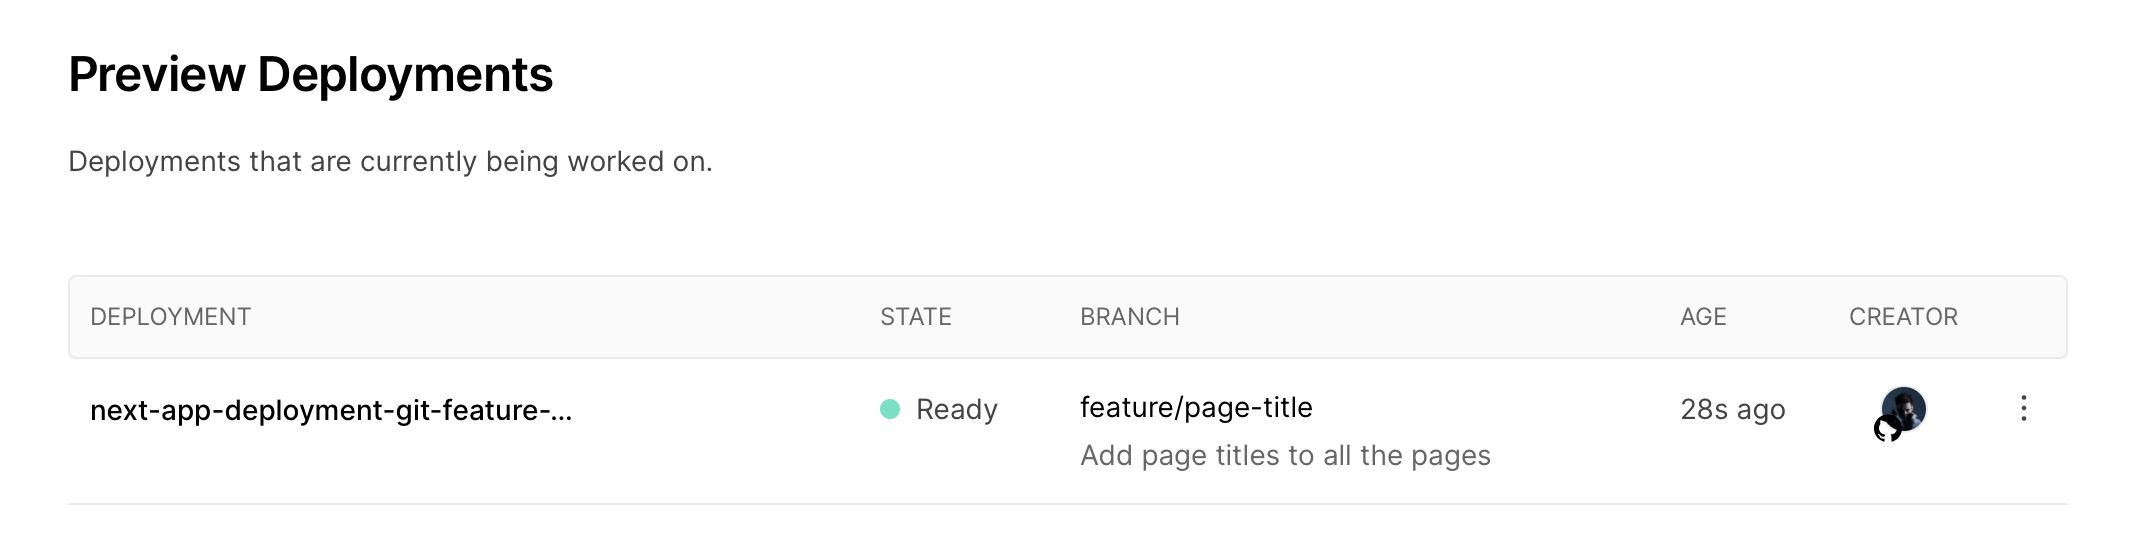 Preview Deployments
Deployments that are currently being worked on.
DEPLOYMENT STATE BRANCH AGE CREATOR
next-app-deployment-git-feature-... Ready feature/page-title 28s ago
Add page titles to all the pages